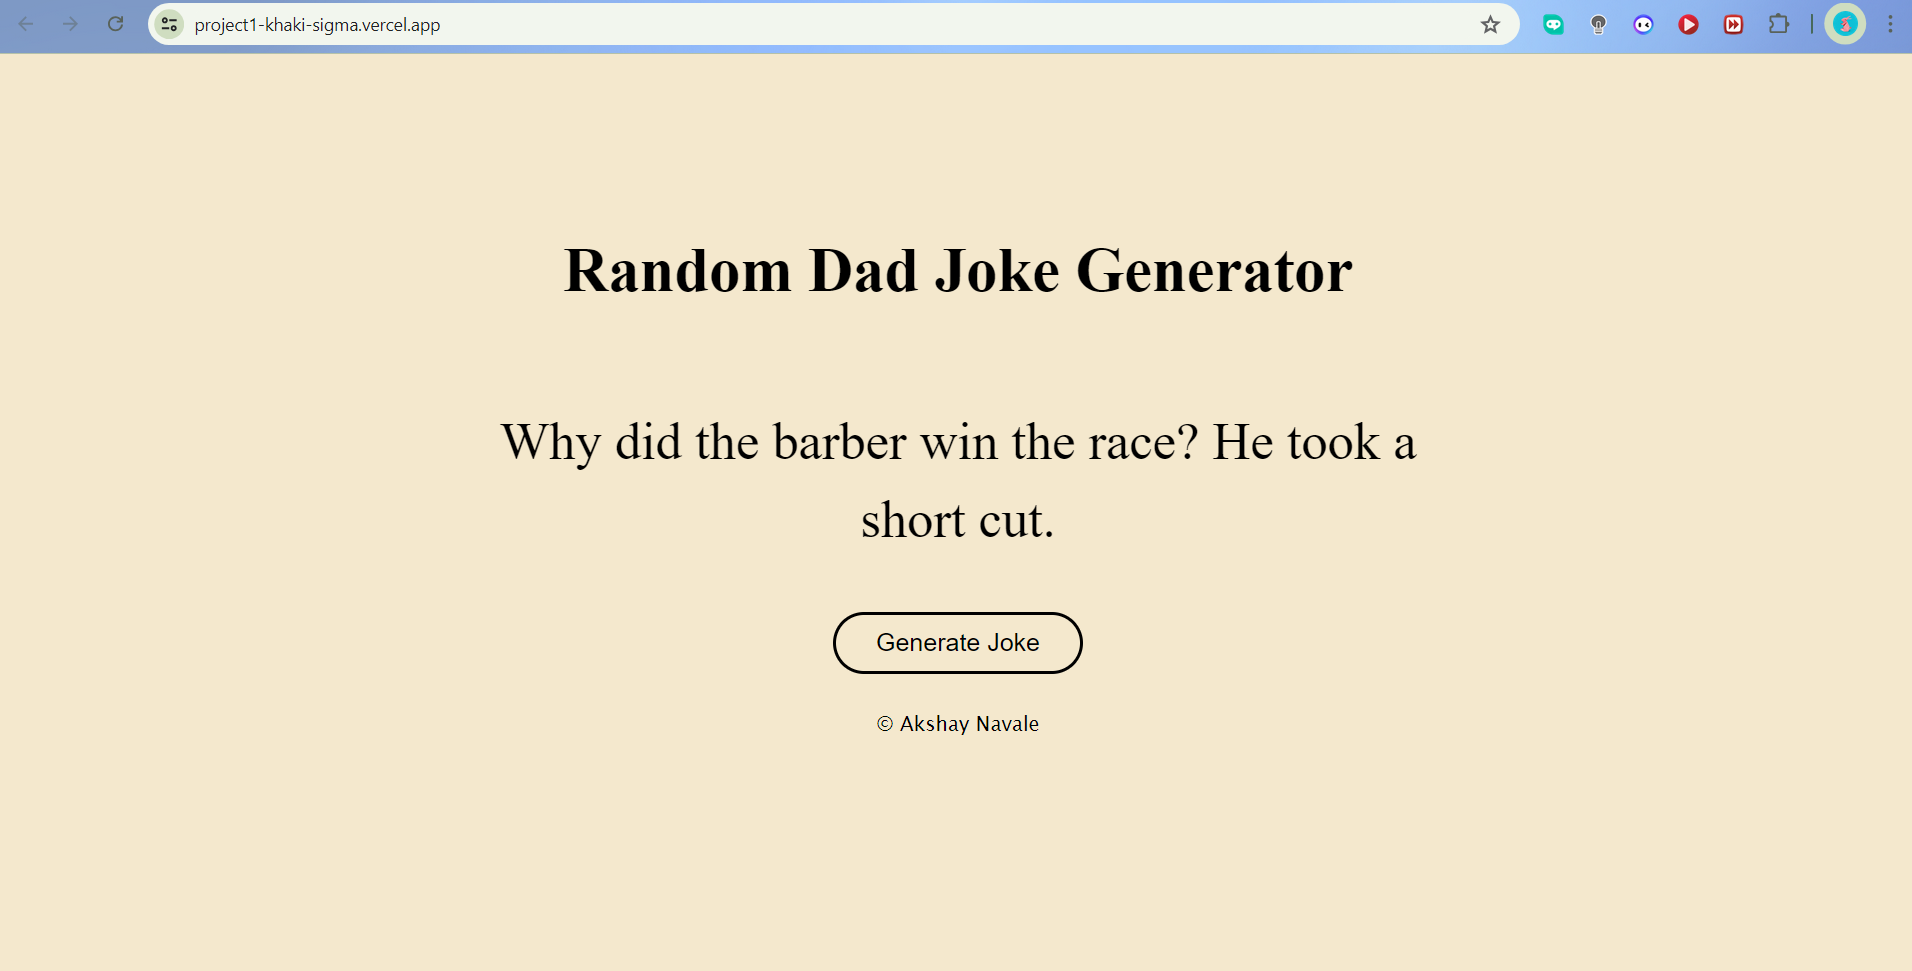 project1-khaki-sigma.vercel.app
Random Dad Joke Generator
Why did the barber win the race? He took a
short cut.
Generate Joke
© Akshay Navale